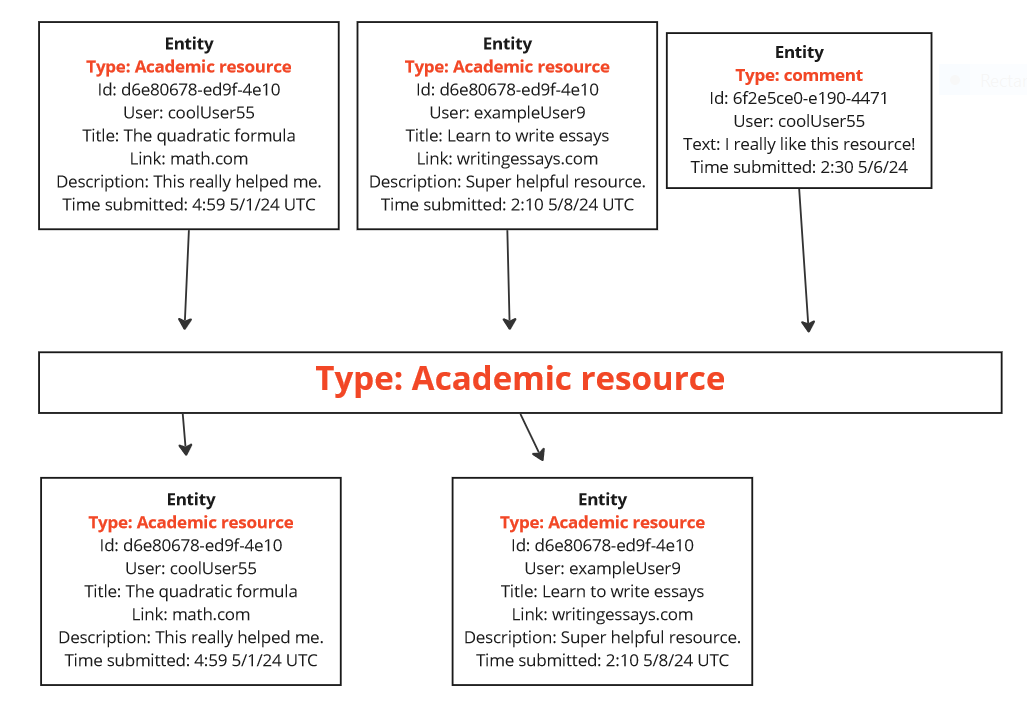 Entity
Type: Academic resource
Id: d6e80678-ed9f-4e10
User: coolUser55
Title: The quadratic formula
Link: math.com
Description: This really helped me.
Time submitted: 4:59 5/1/24 UTC
Entity
Type: Academic resource
Id: d6e80678-ed9f-4e10
User: exampleUser9
Title: Learn to write essays
Link: writingessays.com
Description: Super helpful resource.
Time submitted: 2:10 5/8/24 UTC
Entity
Type: comment
Id: 6f2e5ce0-e190-4471
User: coolUser55
Text: I really like this resource!
Time submitted: 2:30 5/6/24
Type: Academic resource
Entity
Type: Academic resource
Id: d6e80678-ed9f-4e10
User: coolUser55
Title: The quadratic formula
Link: math.com
Description: This really helped me.
Time submitted: 4:59 5/1/24 UTC
Entity
Type: Academic resource
Id: d6e80678-ed9f-4e10
User: exampleUser9
Title: Learn to write essays
Link: writingessays.com
Description: Super helpful resource.
Time submitted: 2:10 5/8/24 UTC